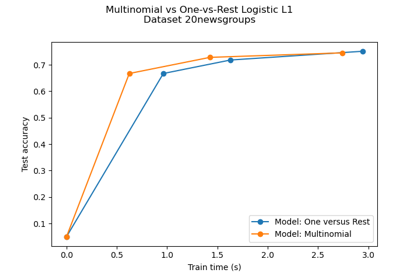 Multinomial vs One-vs-Rest Logistic L1
Dataset 20newsgroups
0.7
0.6
0.5
0.4
0.3
0.2
0.1
Test accuracy
Model: One versus Rest
Model: Multinomial
0.0 0.5 1.0 1.5 2.0 2.5 3.0
Train time (s)